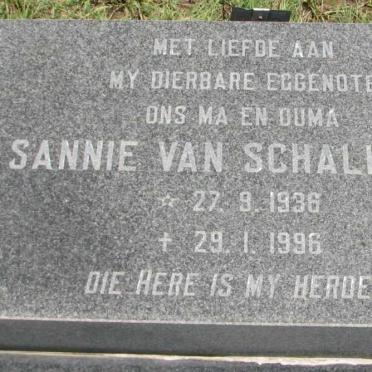 MET LIEFDE AAN
MY DIERBARE EGGENOTE
ONS MA EN OUMA
SANNIE VAN SCHAL
☆ 27. 9. 1936
✝ 29. 1. 1996
DIE HERE IS MY HERDE